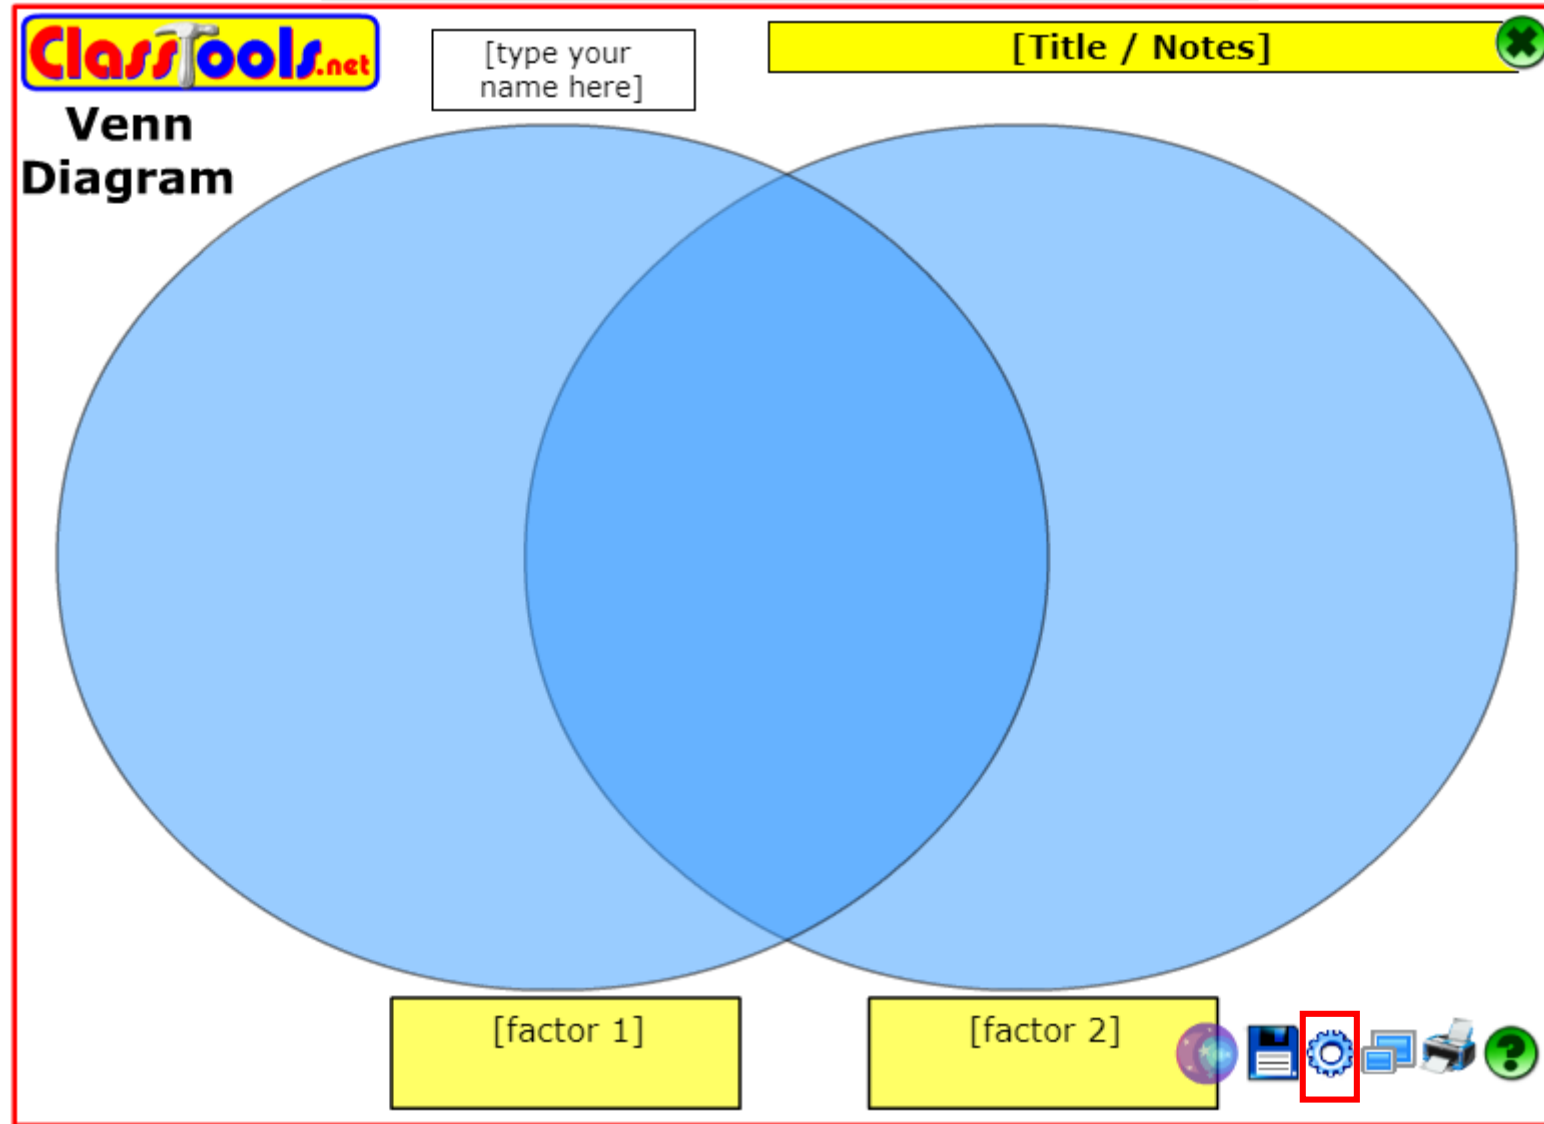 ClassTools.net
[type your
name here]
[Title / Notes]
Venn
Diagram
[factor 1]
[factor 2]
?